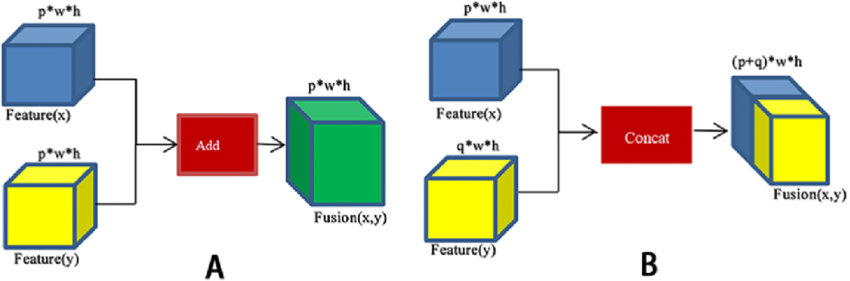 p*w*h
Feature(x)
p*w*h
Feature(y)
Add
p*w*h
Fusion(x,y)
A
p*w*h
Feature(x)
q*w*h
Feature(y)
Concat
(p+q)*w*h
Fusion(x,y)
B